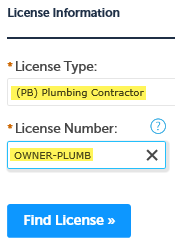 License Information
* License Type:
(PB) Plumbing Contractor
* License Number: ?
OWNER-PLUMB
Find License »